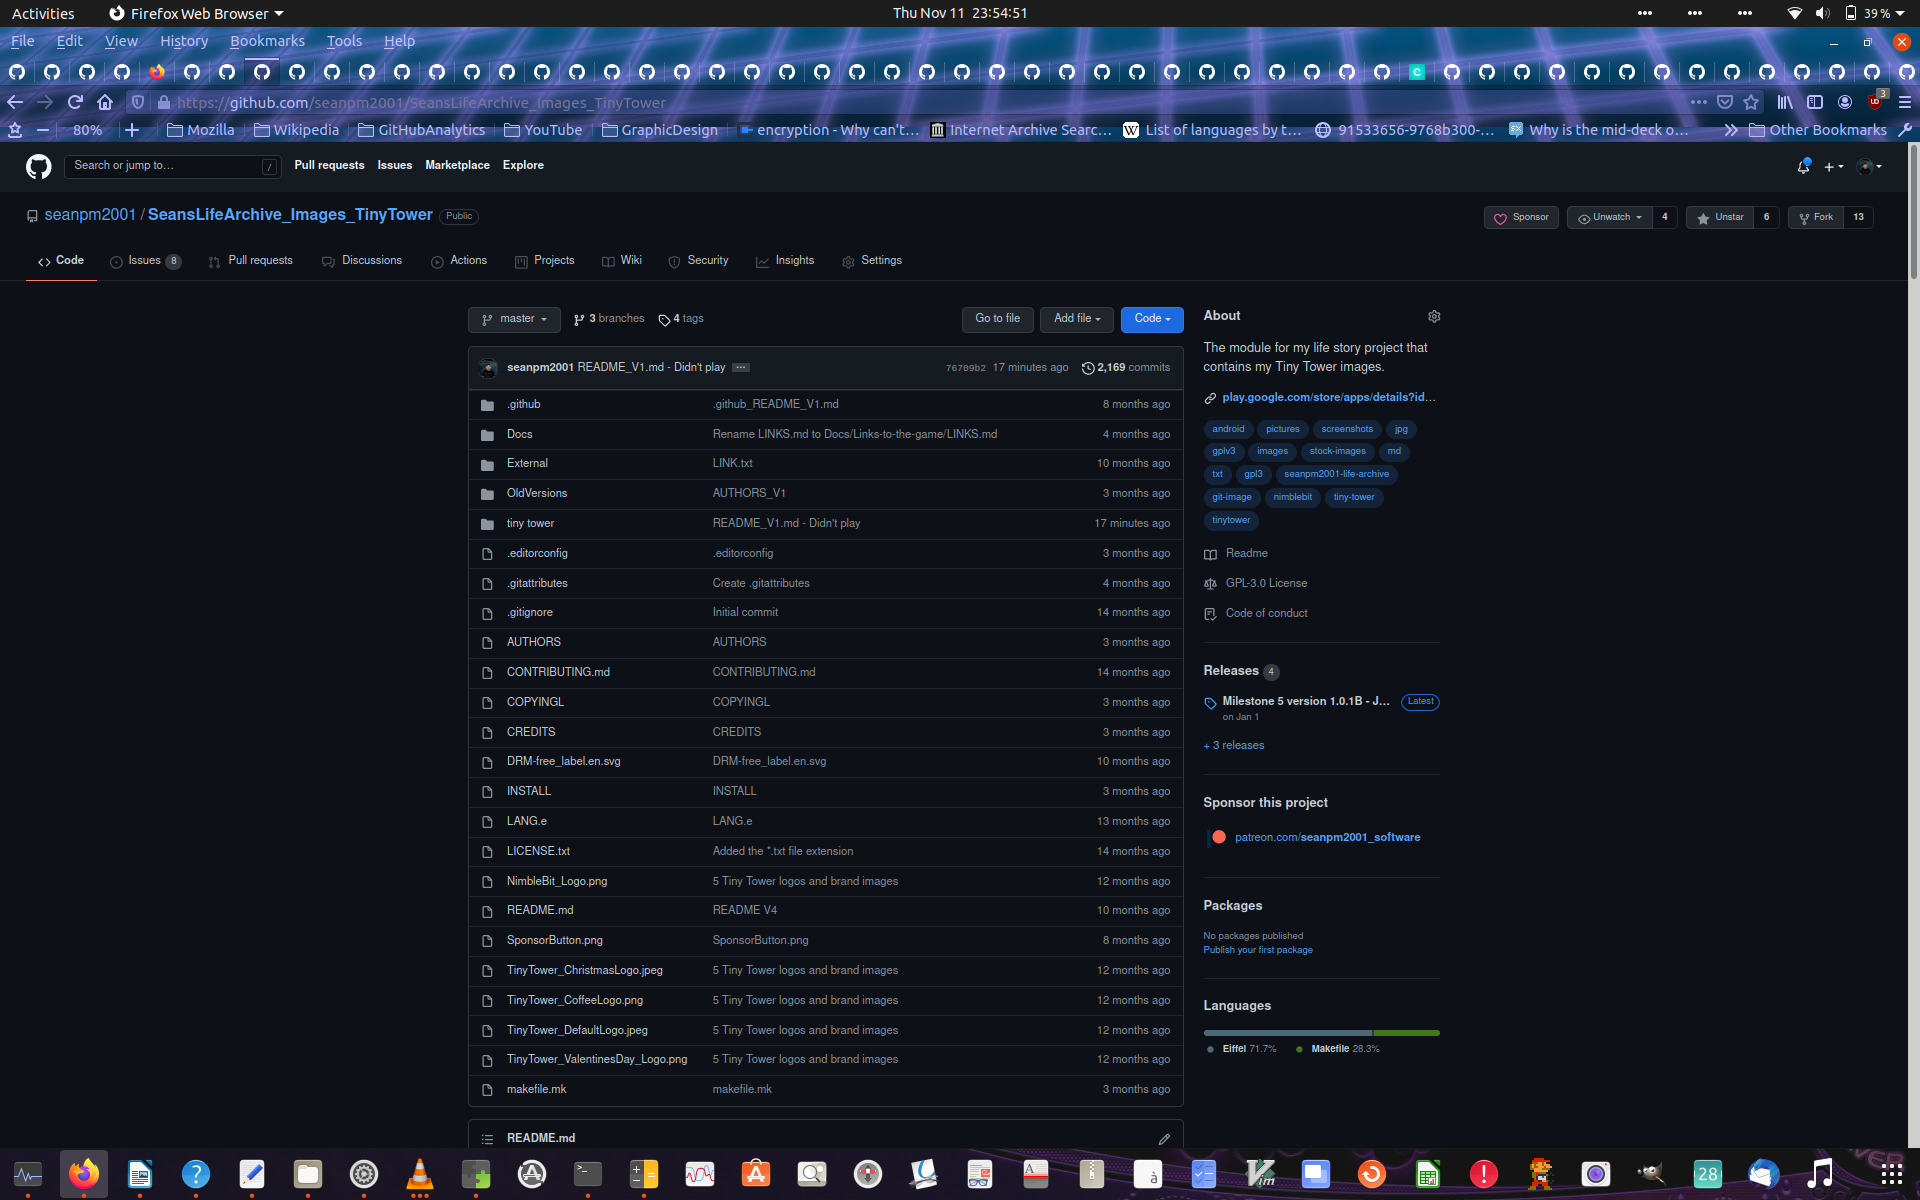 Activities Firefox Web Browser Thu Nov 11 23:54:51 39 %
File Edit View History Bookmarks Tools Help
https://github.com/seanpm2001/SeansLifeArchive_Images_TinyTower 3
80% Mozilla Wikipedia GitHubAnalytics YouTube GraphicDesign encryption - Why can't... Internet Archive Searc... List of languages by t... 91533656-9768b300-... Why is the mid-deck o... Other Bookmarks
Search or jump to... / Pull requests Issues Marketplace Explore
seanpm2001 / SeansLifeArchive_Images_TinyTower Public Sponsor Unwatch 4 Unstar 6 Fork 13
Code Issues 8 Pull requests Discussions Actions Projects Wiki Security Insights Settings
master 3 branches 4 tags Go to file Add file Code
seanpm2001 README_V1.md - Didn't play ... 76709b2 17 minutes ago 2,169 commits
.github .github_README_V1.md 8 months ago
Docs Rename LINKS.md to Docs/Links-to-the-game/LINKS.md 4 months ago
External LINK.txt 10 months ago
OldVersions AUTHORS_V1 3 months ago
tiny tower README_V1.md - Didn't play 17 minutes ago
.editorconfig .editorconfig 3 months ago
.gitattributes Create .gitattributes 4 months ago
.gitignore Initial commit 14 months ago
AUTHORS AUTHORS 3 months ago
CONTRIBUTING.md CONTRIBUTING.md 14 months ago
COPYINGL COPYINGL 3 months ago
CREDITS CREDITS 3 months ago
DRM-free_label.en.svg DRM-free_label.en.svg 10 months ago
INSTALL INSTALL 3 months ago
LANG.e LANG.e 13 months ago
LICENSE.txt Added the *.txt file extension 14 months ago
NimbleBit_Logo.png 5 Tiny Tower logos and brand images 12 months ago
README.md README V4 10 months ago
SponsorButton.png SponsorButton.png 8 months ago
TinyTower_ChristmasLogo.jpeg 5 Tiny Tower logos and brand images 12 months ago
TinyTower_CoffeeLogo.png 5 Tiny Tower logos and brand images 12 months ago
TinyTower_DefaultLogo.jpeg 5 Tiny Tower logos and brand images 12 months ago
TinyTower_ValentinesDay_Logo.png 5 Tiny Tower logos and brand images 12 months ago
makefile.mk makefile.mk 3 months ago
README.md
About
The module for my life story project that
contains my Tiny Tower images.
play.google.com/store/apps/details?id...
android pictures screenshots jpg
gplv3 images stock-images md
txt gpl3 seanpm2001-life-archive
git-image nimblebit tiny-tower
tinytower
Readme
GPL-3.0 License
Code of conduct
Releases 4
Milestone 5 version 1.0.1B - J... Latest
on Jan 1
+ 3 releases
Sponsor this project
patreon.com/seanpm2001_software
Packages
No packages published
Publish your first package
Languages
Eiffel 71.7% Makefile 28.3%
28